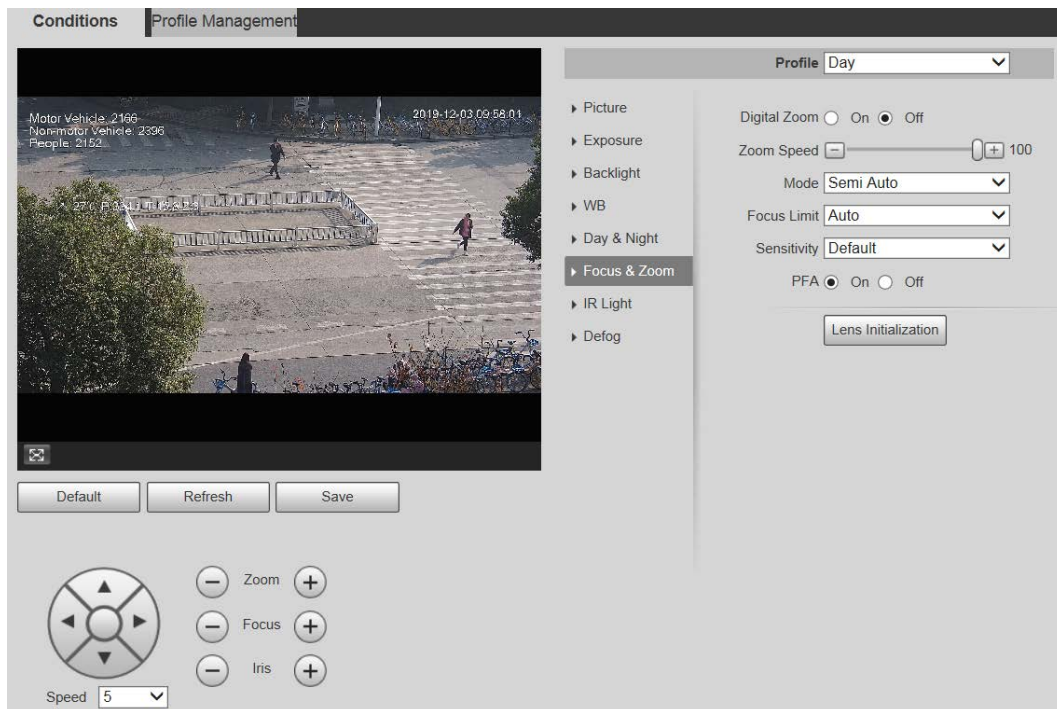 Conditions
Profile Management
Motor Vehicle: 2166
Non-motor Vehicle: 2396
People: 2152
2019-12-03 09:58:01
Profile Day
Picture
Exposure
Backlight
WB
Day & Night
Focus & Zoom
IR Light
Defog
Digital Zoom On Off
Zoom Speed 100
Mode Semi Auto
Focus Limit Auto
Sensitivity Default
PFA On Off
Lens Initialization
Default Refresh Save
Zoom
Focus
Iris
Speed 5